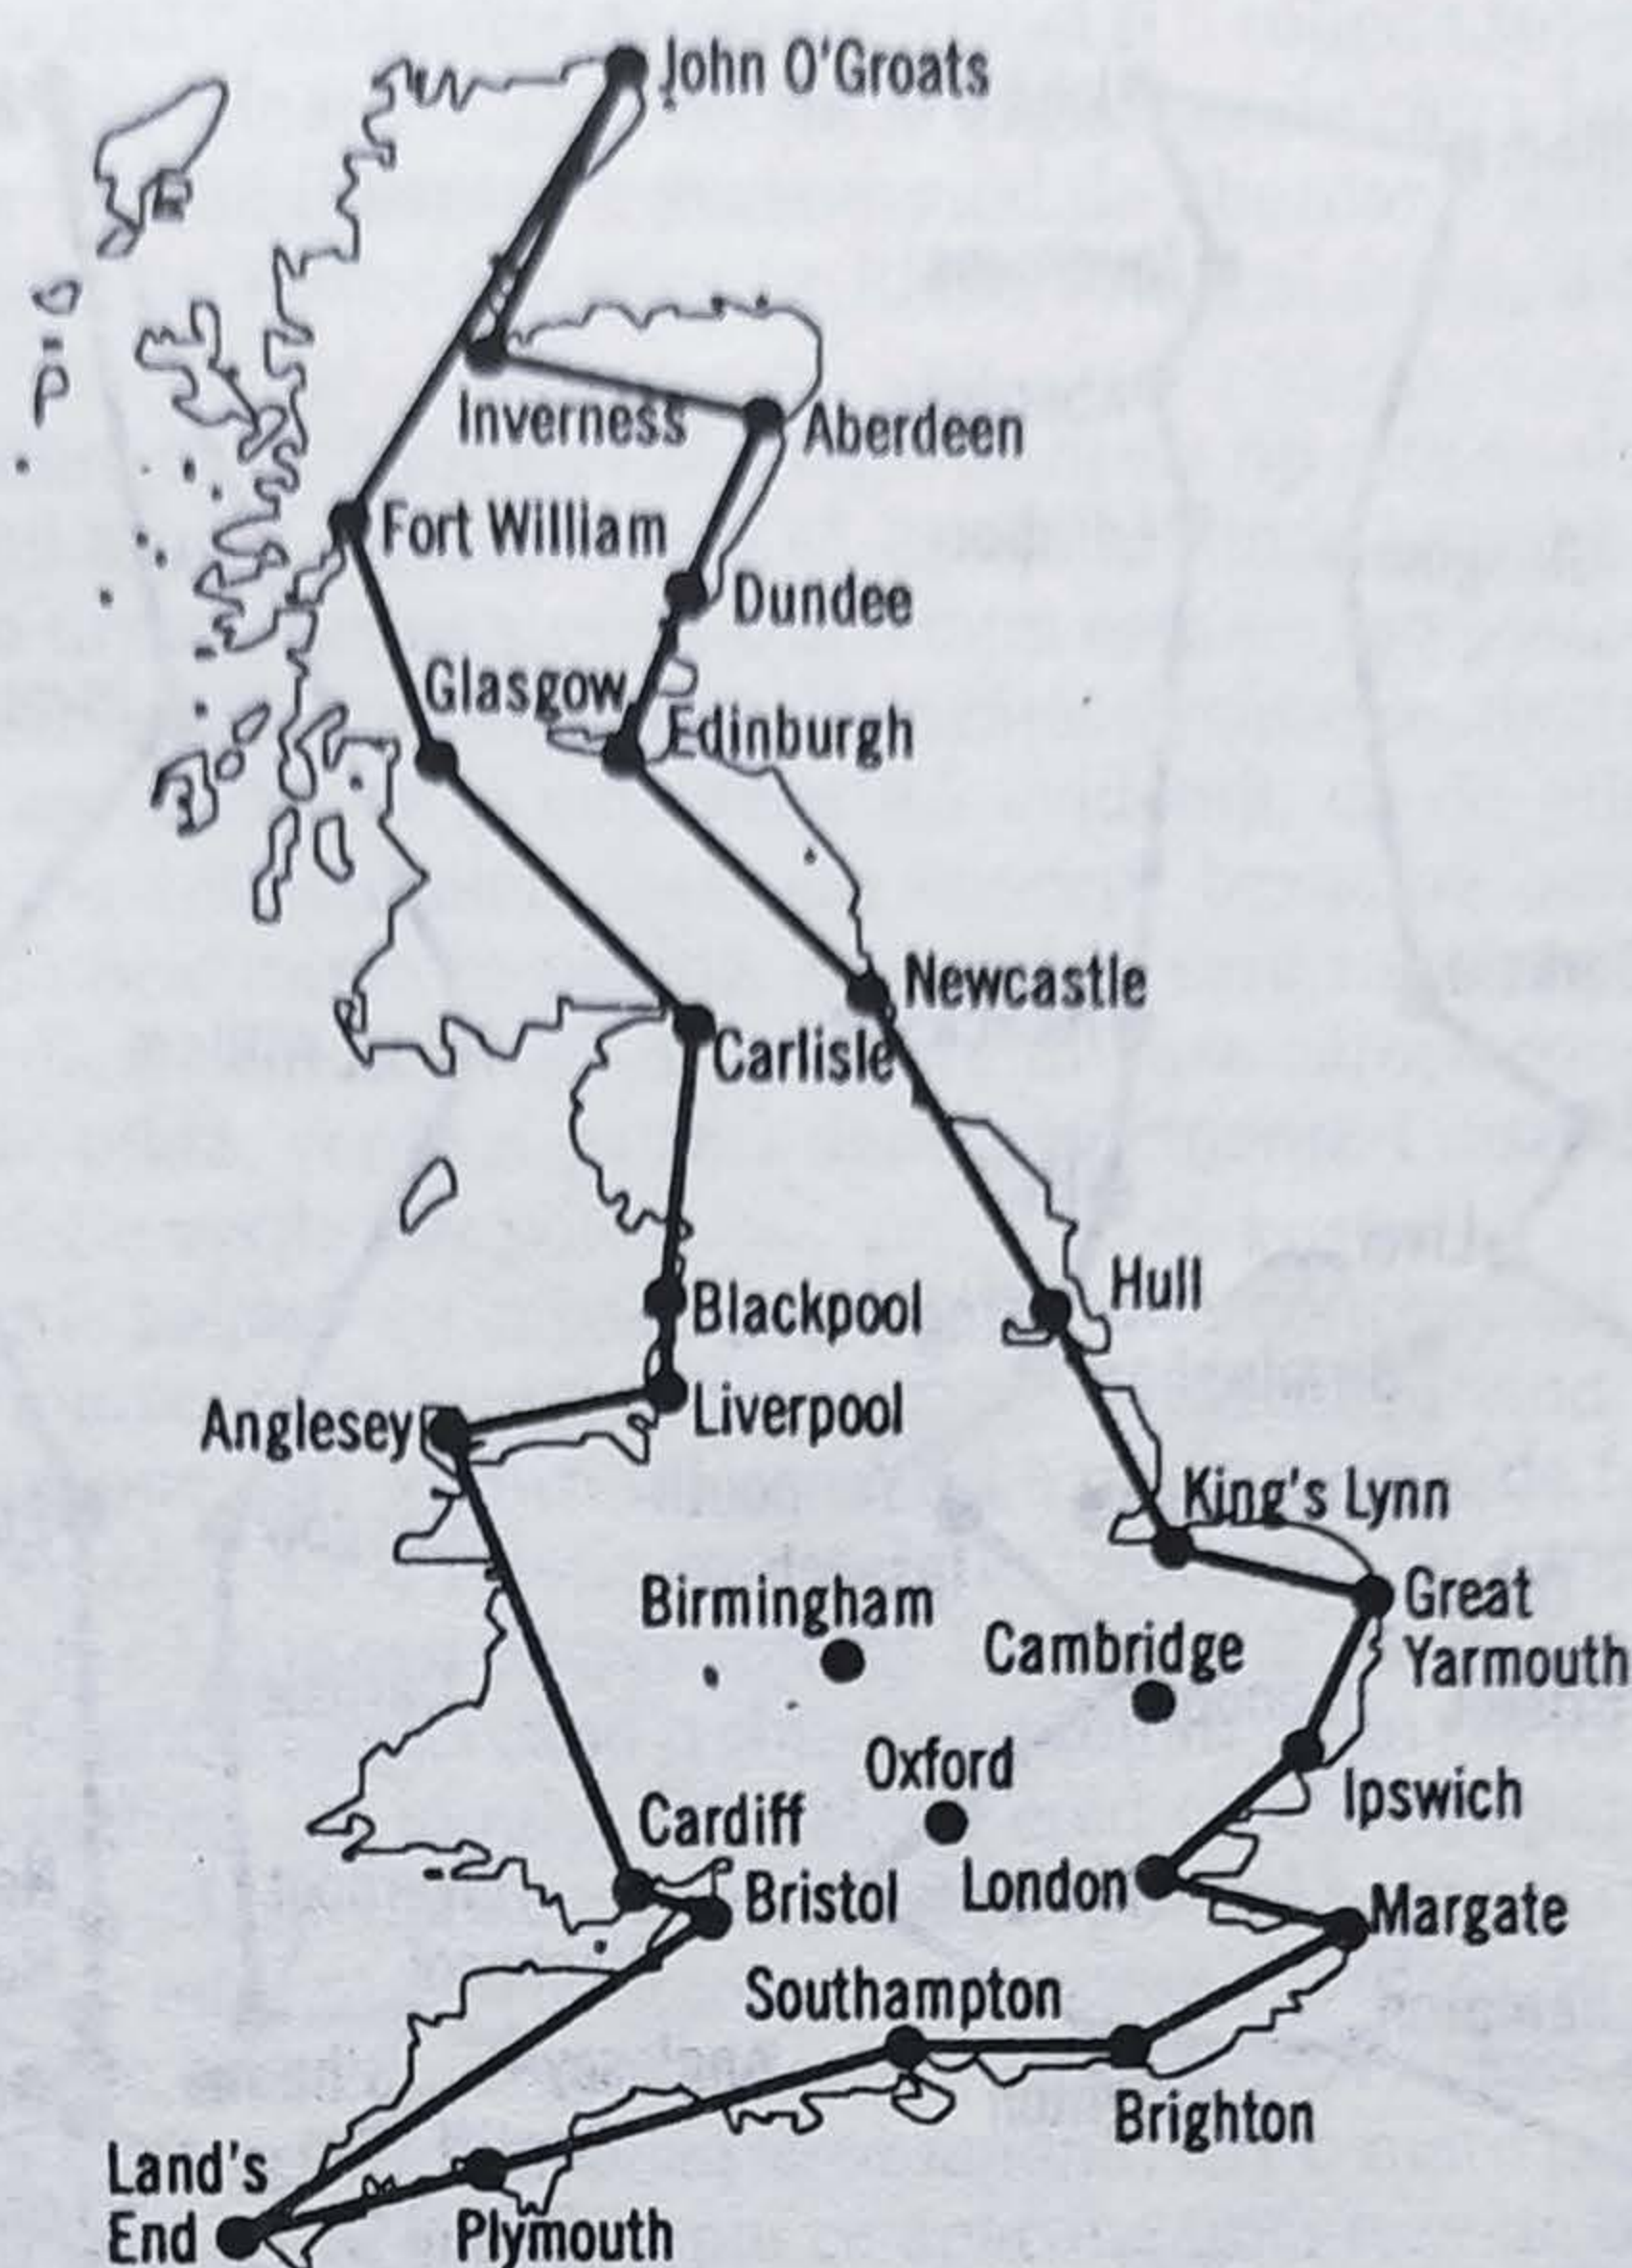 John O'Groats
Inverness
Aberdeen
Fort William
Dundee
Glasgow
Edinburgh
Newcastle
Carlisle
Hull
Blackpool
Liverpool
Anglesey
King's Lynn
Birmingham
Great
Yarmouth
Cambridge
Oxford
Ipswich
Cardiff
Bristol
London
Margate
Southampton
Brighton
Land's
End
Plymouth